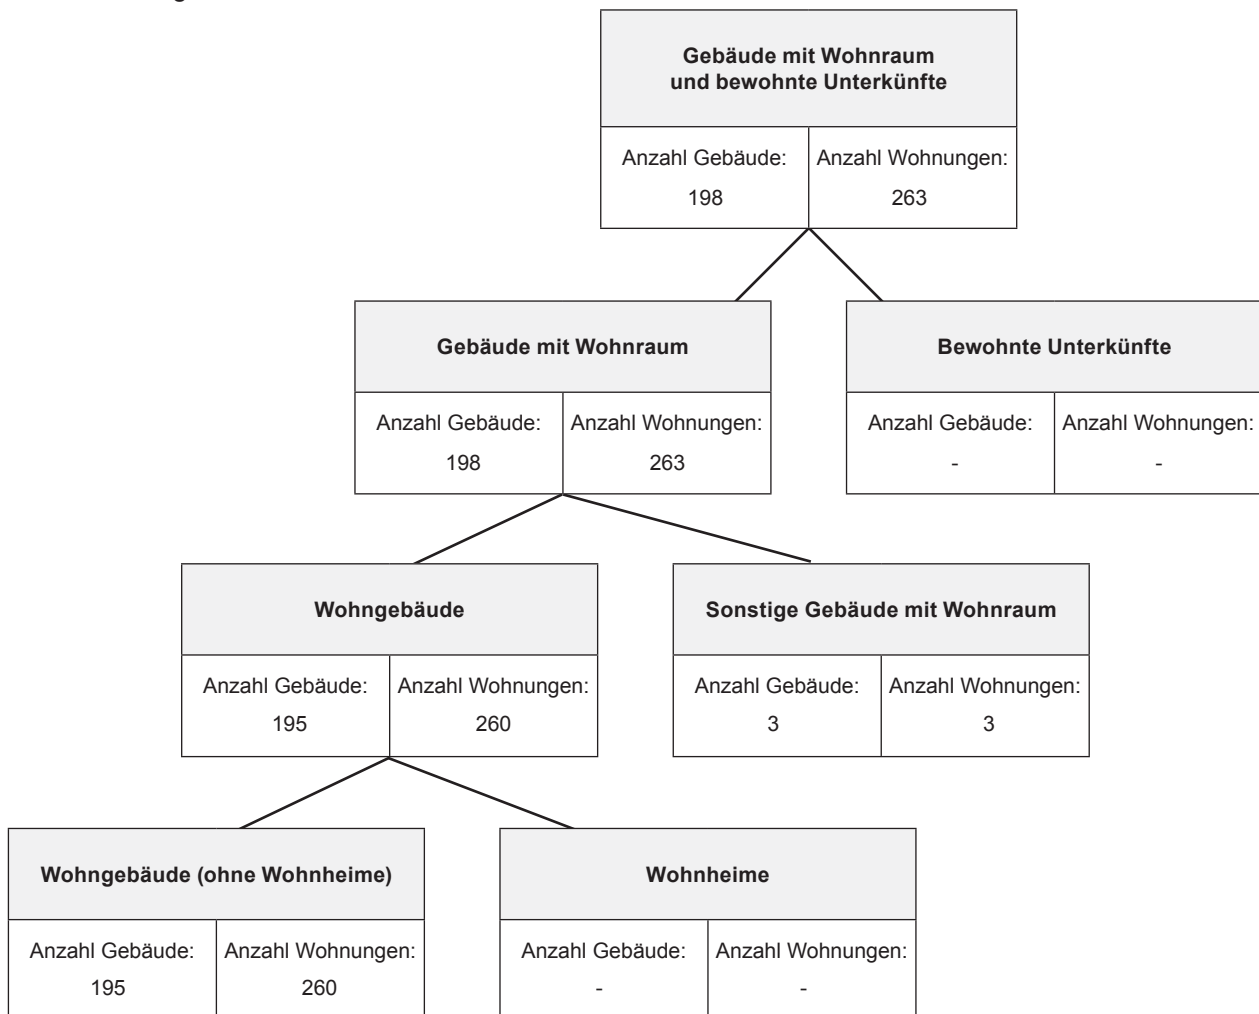 Gebäude mit Wohnraum
und bewohnte Unterkünfte
Anzahl Gebäude: Anzahl Wohnungen:
198 263
Gebäude mit Wohnraum
Anzahl Gebäude: Anzahl Wohnungen:
198 263
Bewohnte Unterkünfte
Anzahl Gebäude: Anzahl Wohnungen:
- -
Wohngebäude
Anzahl Gebäude: Anzahl Wohnungen:
195 260
Sonstige Gebäude mit Wohnraum
Anzahl Gebäude: Anzahl Wohnungen:
3 3
Wohngebäude (ohne Wohnheime)
Anzahl Gebäude: Anzahl Wohnungen:
195 260
Wohnheime
Anzahl Gebäude: Anzahl Wohnungen:
- -